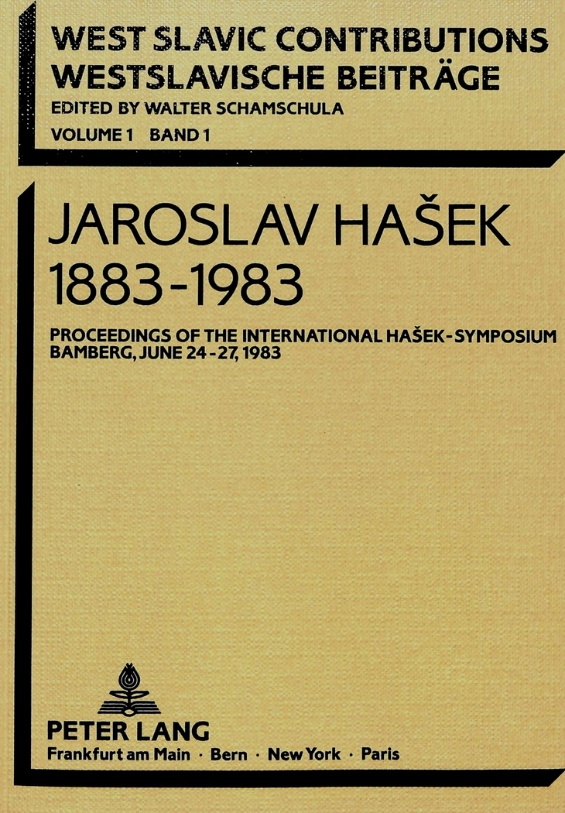 WEST SLAVIC CONTRIBUTIONS
WESTSLAVISCHE BEITRÄGE
EDITED BY WALTER SCHAMSCHULA
VOLUME 1 BAND 1
JAROSLAV HAŠEK
1883-1983
PROCEEDINGS OF THE INTERNATIONAL HAŠEK-SYMPOSIUM
BAMBERG, JUNE 24-27, 1983
PETER LANG
Frankfurt am Main · Bern · New York · Paris